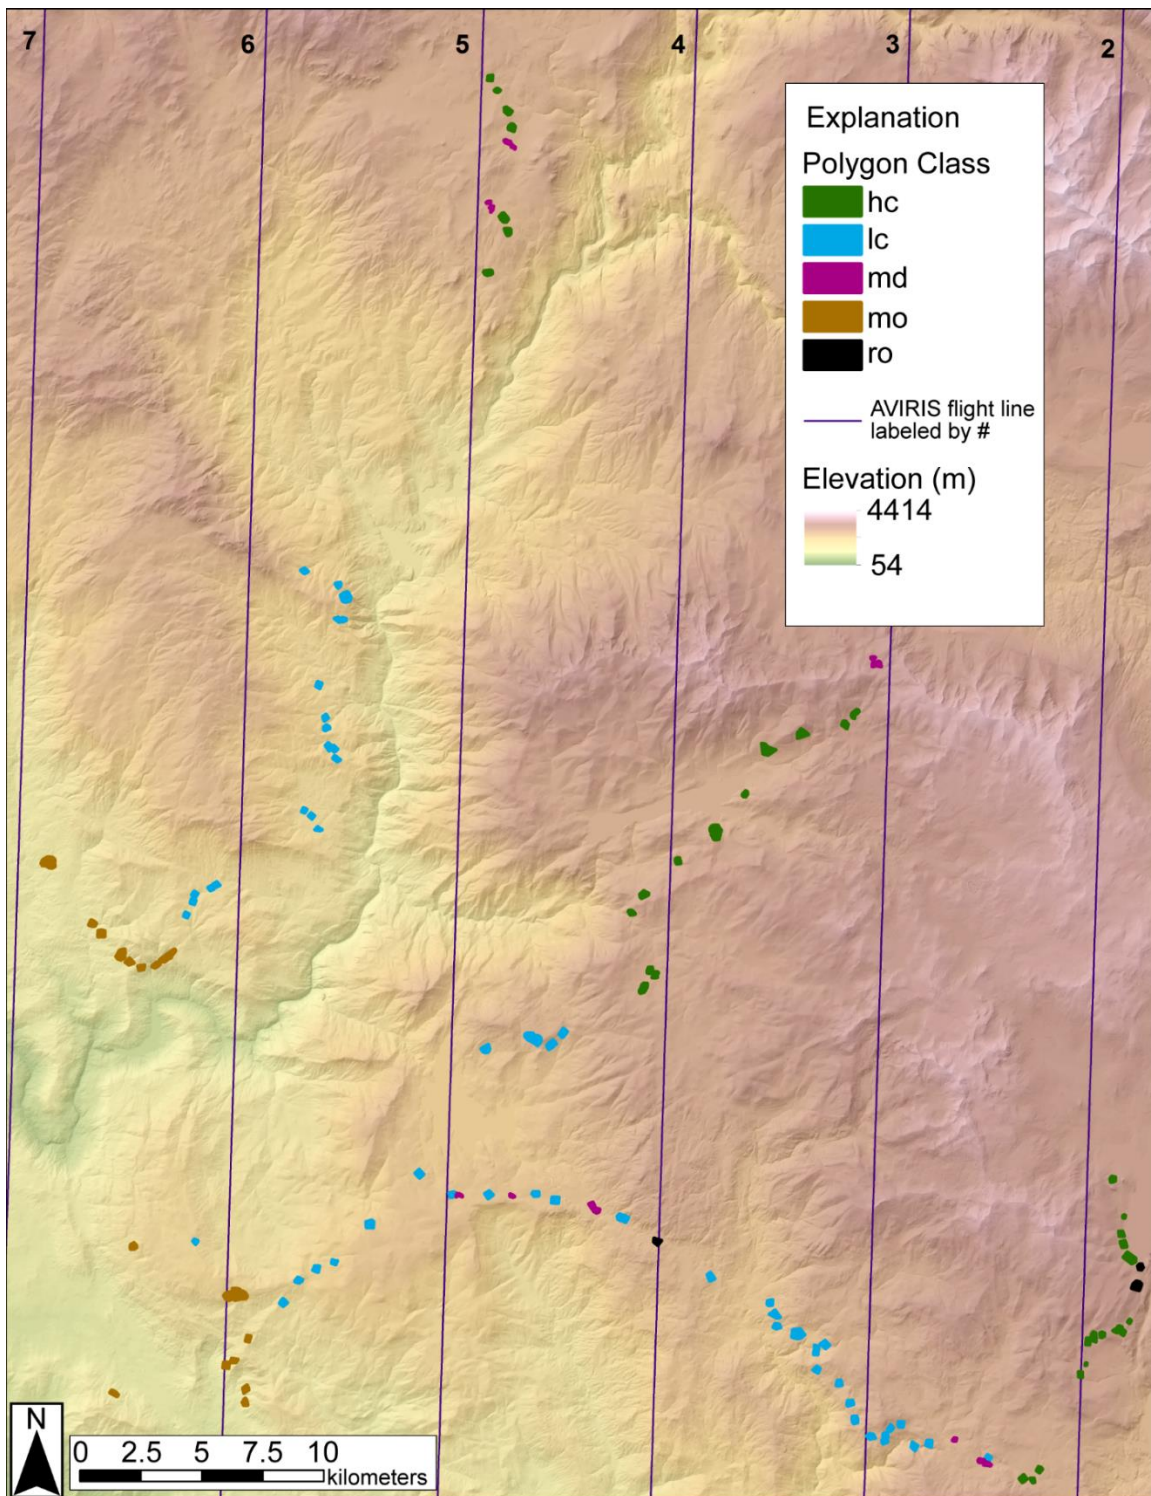 7 6 5 4 3 2
Explanation
Polygon Class
hc
lc
md
mo
ro
AVIRIS flight line
labeled by #
Elevation (m)
4414
54
N
0 2.5 5 7.5 10
kilometers